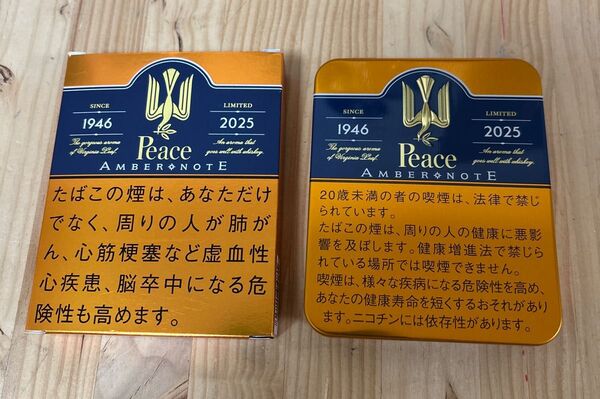 SINCE
1946
The gorgeous aroma
of Virginia Leaf.
LIMITED
2025
An aroma that
goes well with whiskey.
Peace
AMBER NOTE
たばこの煙は、あなただけ
でなく、周りの人が肺が
ん、心筋梗塞など虚血性
心疾患、脳卒中になる危
険性も高めます。
SINCE
1946
The gorgeous aroma
of Virginia Leaf.
LIMITED
2025
An aroma that
goes well with whiskey.
Peace
AMBER NOTE
20歳未満の者の喫煙は、法律で禁じ
られています。
たばこの煙は、周りの人の健康に悪影
響を及ぼします。健康増進法で禁じら
れている場所では喫煙できません。
喫煙は、様々な疾病になる危険性を高め、
あなたの健康寿命を短くするおそれがあり
ます。ニコチンには依存性があります。